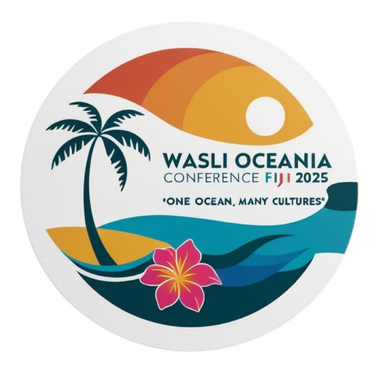 WASLI OCEANIA
CONFERENCE FIJI 2025
'ONE OCEAN, MANY CULTURES'